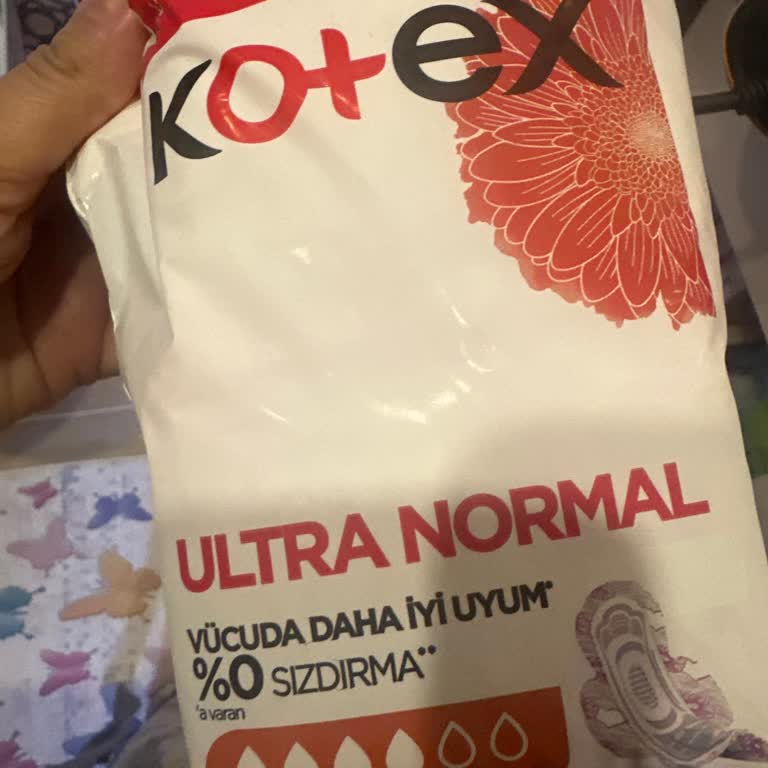 Kotex
ULTRA NORMAL
VÜCUDA DAHA İYİ UYUM*
%0 SIZDIRMA**
*'a varan